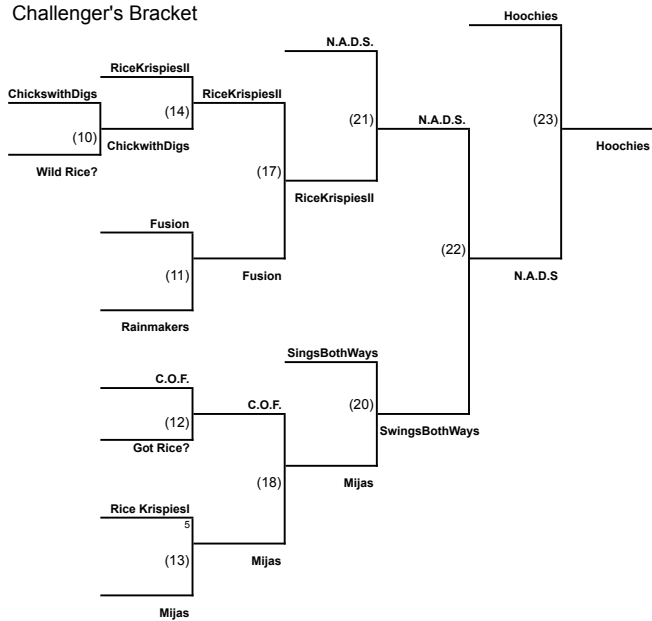 Challenger's Bracket
Hoochies
N.A.D.S.
RiceKrispiesII
ChickswithDigs
RiceKrispiesII
(14)
(21)
N.A.D.S.
(23)
(10)
ChickwithDigs
Hoochies
Wild Rice?
(17)
RiceKrispiesII
Fusion
(22)
(11)
Fusion
N.A.D.S
Rainmakers
SingsBothWays
C.O.F.
C.O.F.
(20)
(12)
SwingsBothWays
Got Rice?
(18)
Mijas
Rice KrispiesI
5
(13)
Mijas
Mijas